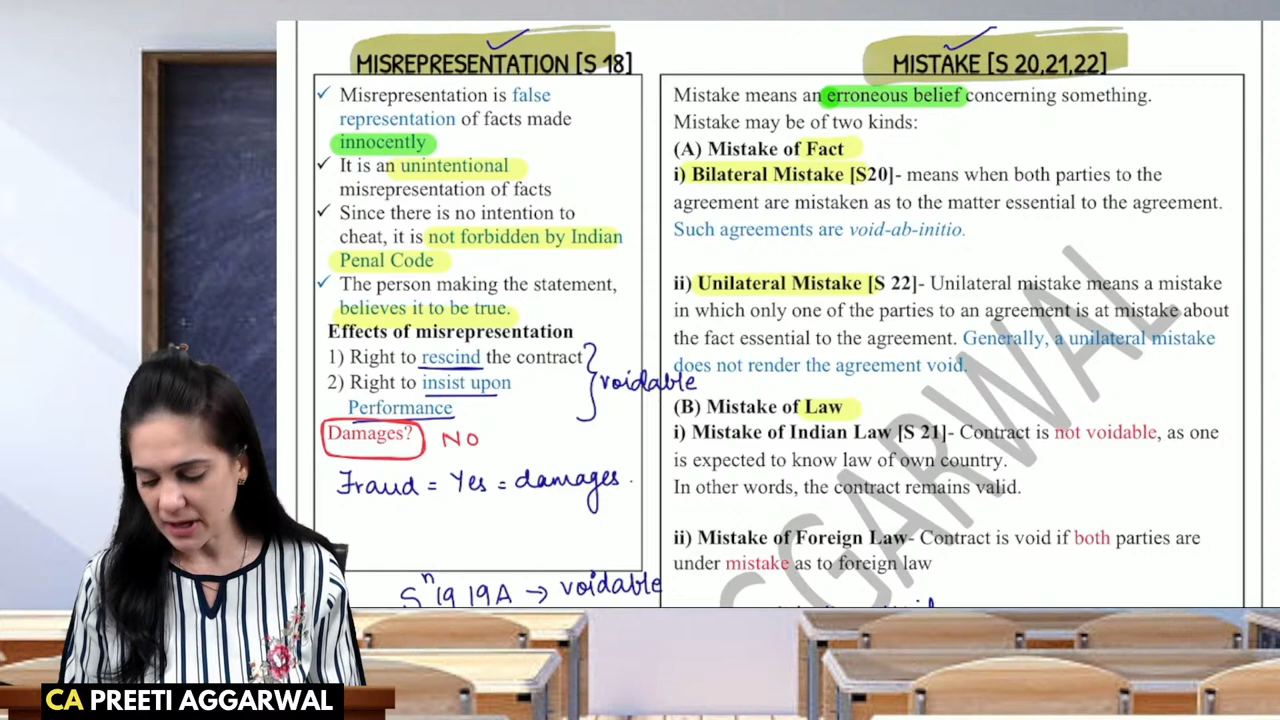 MISREPRESENTATION [S 18]
✓ Misrepresentation is false
representation of facts made
innocently
✓ It is an unintentional
misrepresentation of facts
✓ Since there is no intention to
cheat, it is not forbidden by Indian
Penal Code
✓ The person making the statement,
believes it to be true.
Effects of misrepresentation
1) Right to rescind the contract
2) Right to insist upon
Performance
voidable
Damages? NO
Fraud = Yes = damages.
Sⁿ 19 19A → voidable
MISTAKE [S 20,21,22]
Mistake means an erroneous belief concerning something.
Mistake may be of two kinds:
(A) Mistake of Fact
i) Bilateral Mistake [S20]- means when both parties to the
agreement are mistaken as to the matter essential to the agreement.
Such agreements are void-ab-initio.
ii) Unilateral Mistake [S 22]- Unilateral mistake means a mistake
in which only one of the parties to an agreement is at mistake about
the fact essential to the agreement. Generally, a unilateral mistake
does not render the agreement void.
(B) Mistake of Law
i) Mistake of Indian Law [S 21]- Contract is not voidable, as one
is expected to know law of own country.
In other words, the contract remains valid.
ii) Mistake of Foreign Law- Contract is void if both parties are
under mistake as to foreign law
GGARWAL
CA PREETI AGGARWAL